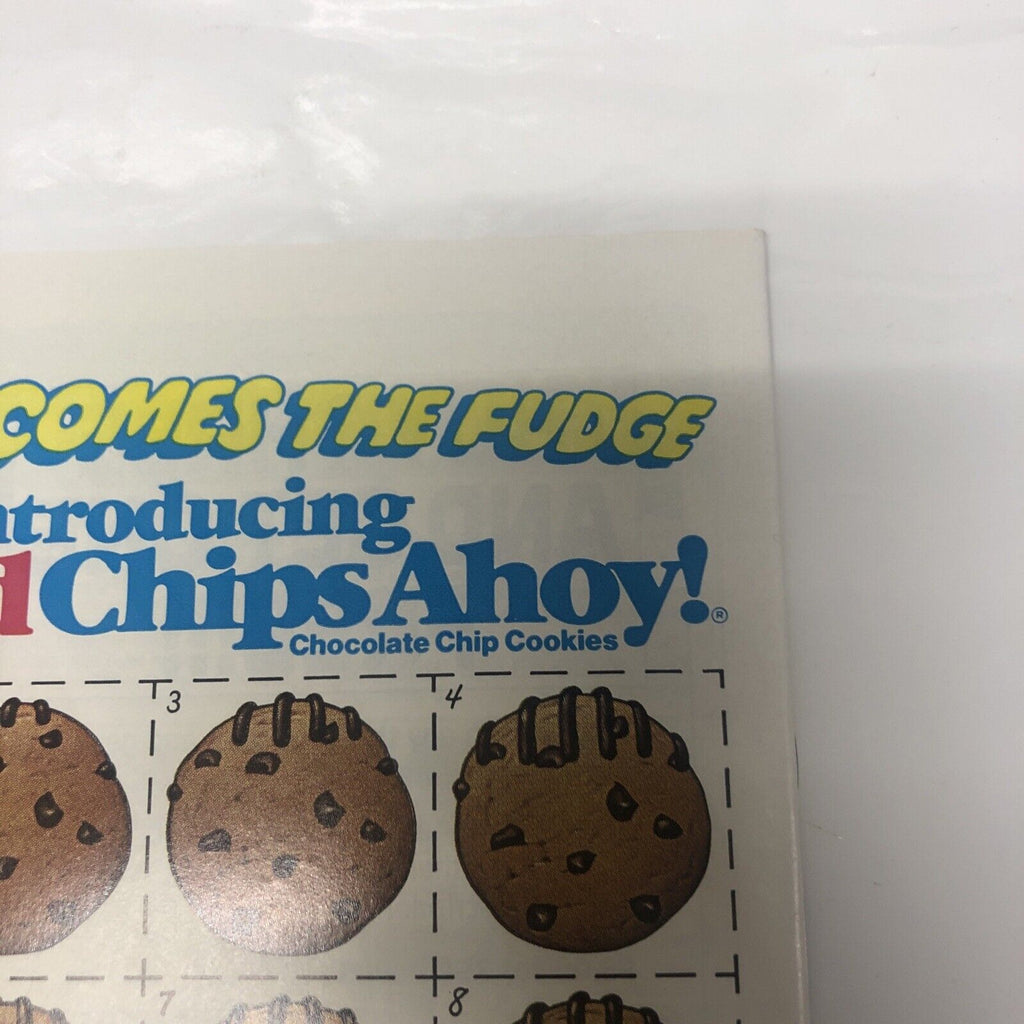 COMES THE FUDGE
ntroducing
l Chips Ahoy!®
Chocolate Chip Cookies
3
4
7
8